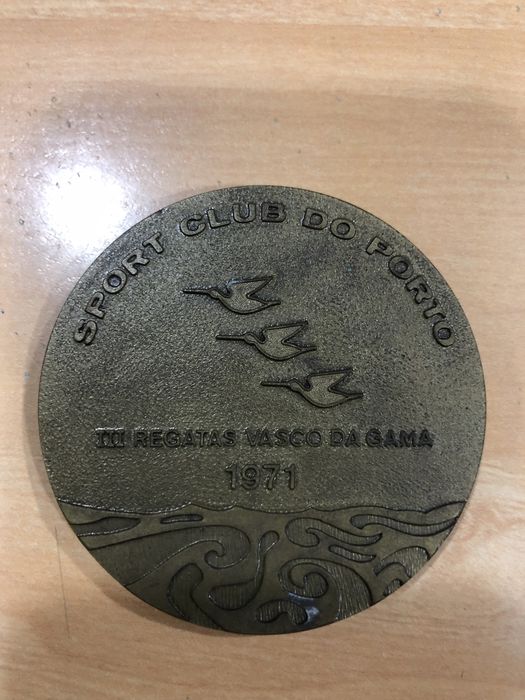 SPORT CLUB DO PORTO
III REGATAS VASCO DA GAMA
1971